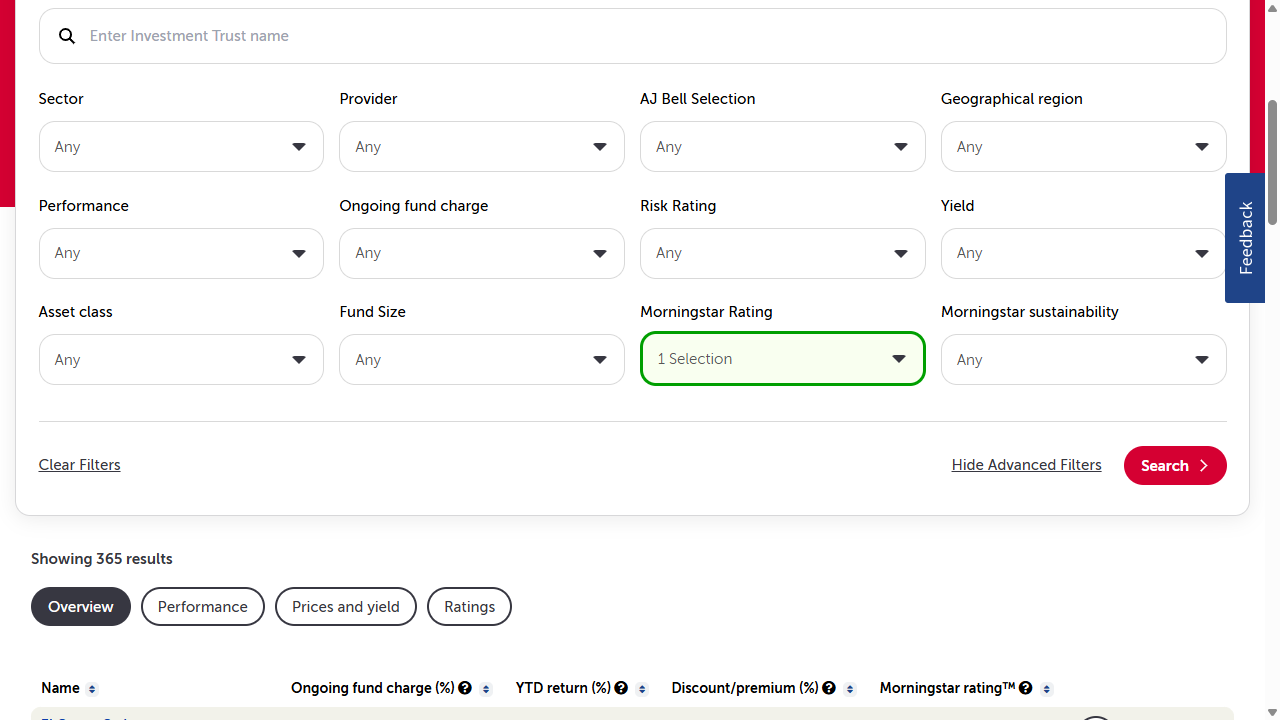 Enter Investment Trust name
Sector
Provider
AJ Bell Selection
Geographical region
Any
Any
Any
Any
Performance
Ongoing fund charge
Risk Rating
Yield
Any
Any
Any
Any
Feedback
Asset class
Fund Size
Morningstar Rating
Morningstar sustainability
Any
Any
1 Selection
Any
Clear Filters
Hide Advanced Filters
Search
Showing 365 results
Overview
Performance
Prices and yield
Ratings
Name
Ongoing fund charge (%)
YTD return (%)
Discount/premium (%)
Morningstar rating™